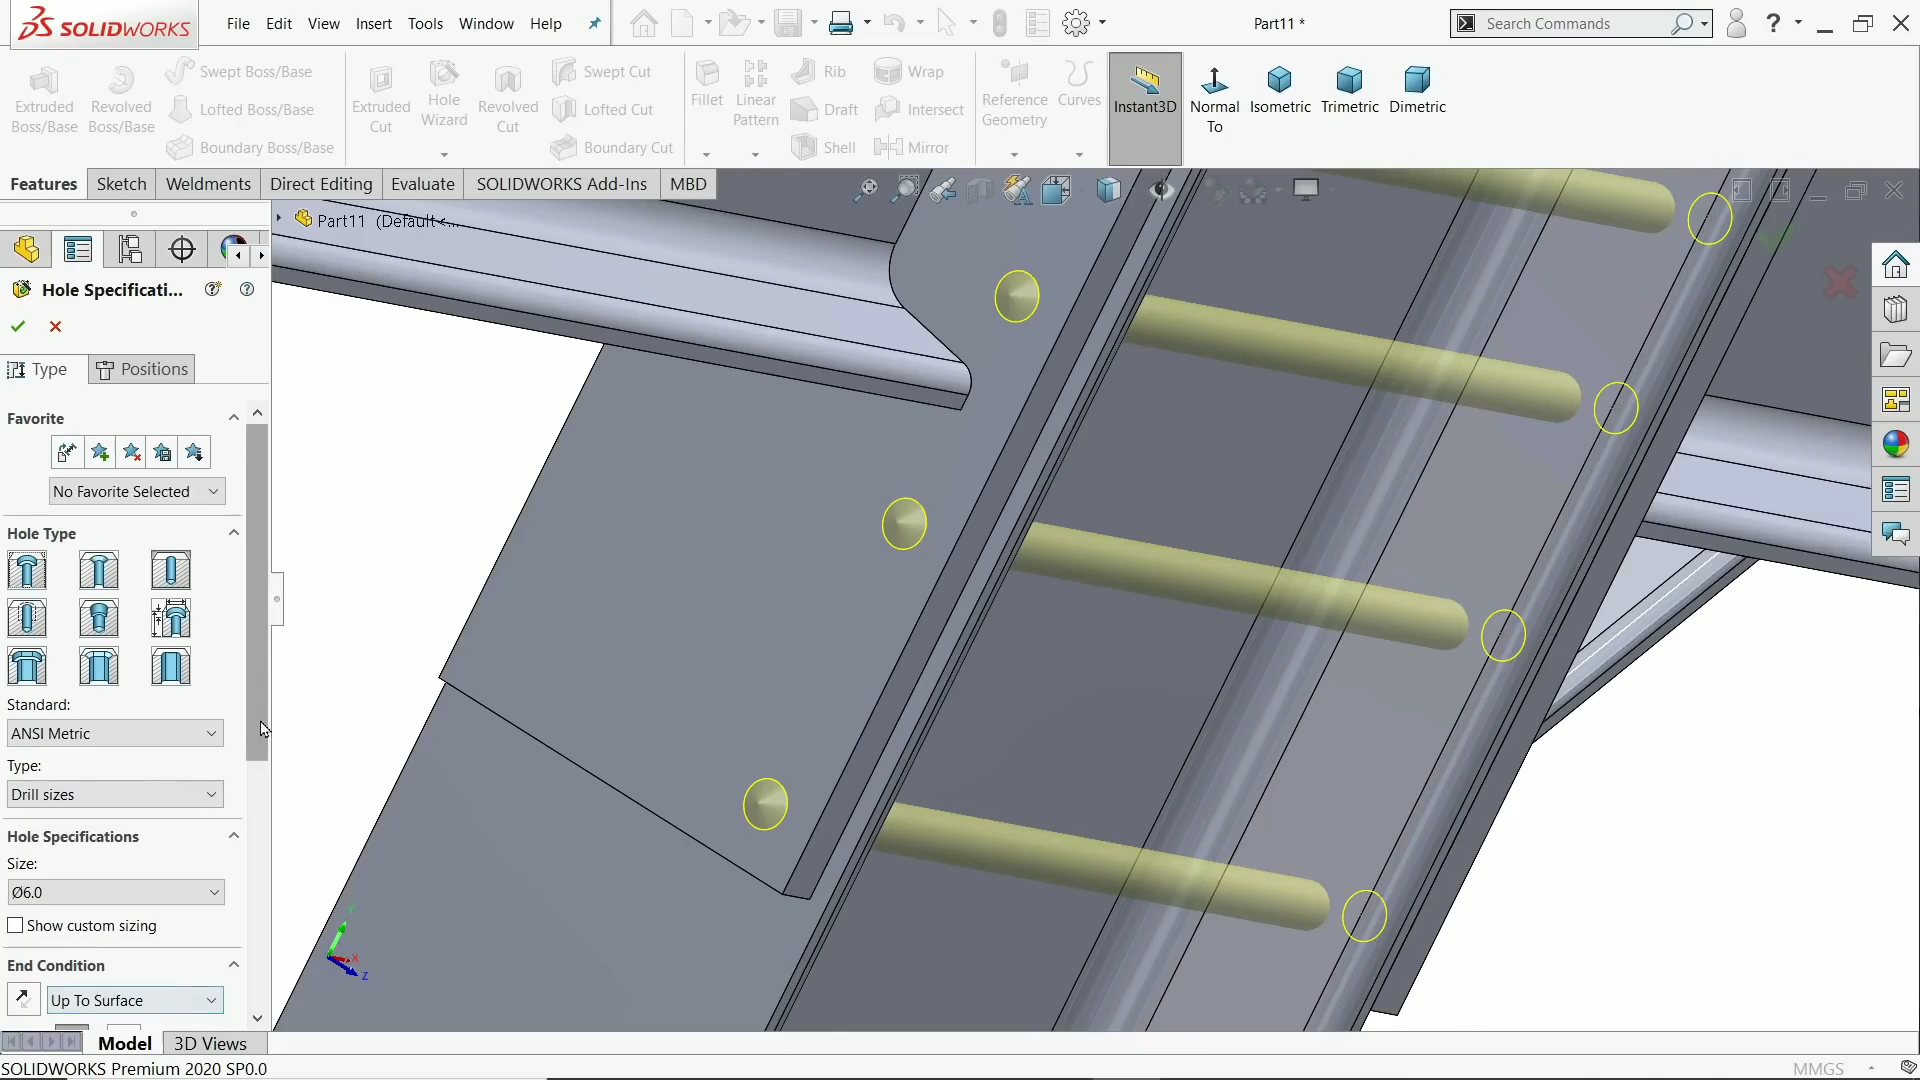 SOLIDWORKS
File Edit View Insert Tools Window Help
Part11 *
Search Commands
Extruded Boss/Base
Revolved Boss/Base
Swept Boss/Base
Lofted Boss/Base
Boundary Boss/Base
Extruded Cut
Hole Wizard
Revolved Cut
Swept Cut
Lofted Cut
Boundary Cut
Fillet
Linear Pattern
Rib
Draft
Shell
Wrap
Intersect
Mirror
Reference Geometry
Curves
Instant3D
Normal To
Isometric
Trimetric
Dimetric
Features Sketch Weldments Direct Editing Evaluate SOLIDWORKS Add-Ins MBD
Part11 (Default<...
Hole Specificati...
Type Positions
Favorite
No Favorite Selected
Hole Type
Standard:
ANSI Metric
Type:
Drill sizes
Hole Specifications
Size:
Ø6.0
Show custom sizing
End Condition
Up To Surface
Y
X
Z
Model 3D Views
SOLIDWORKS Premium 2020 SP0.0
MMGS